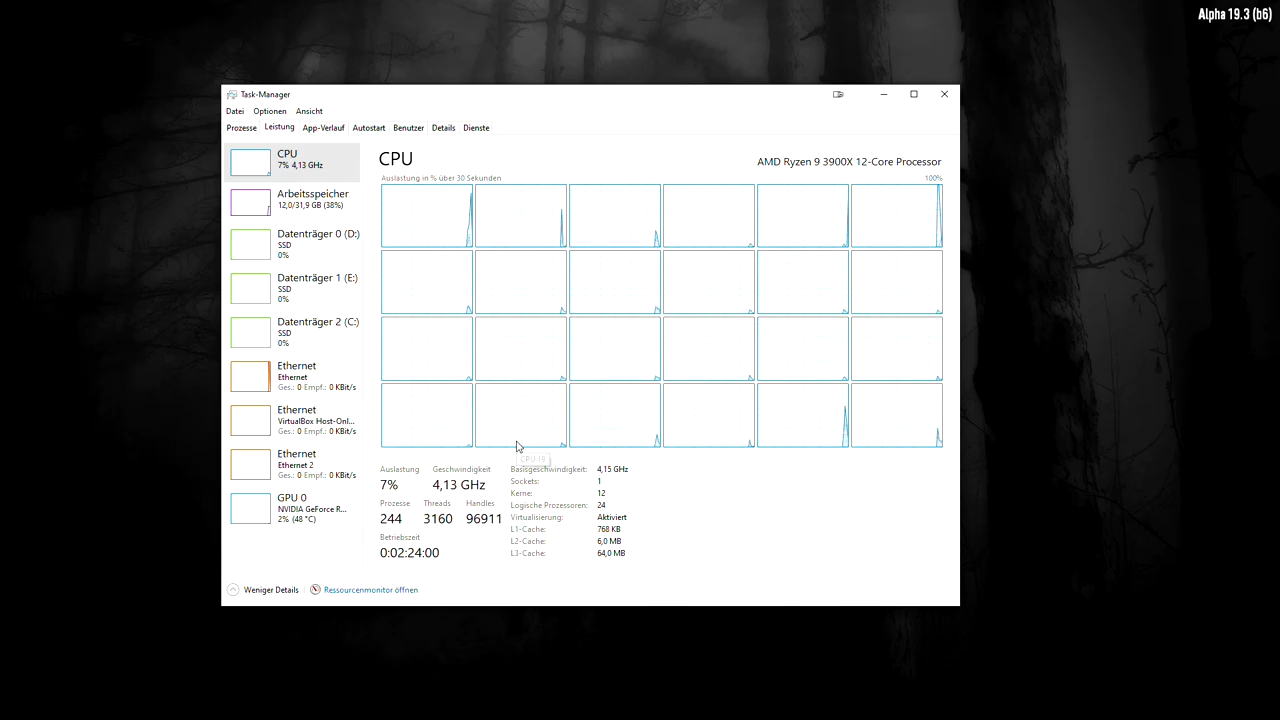 Alpha 19.3 (b6)
Task-Manager
Datei Optionen Ansicht
Prozesse Leistung App-Verlauf Autostart Benutzer Details Dienste
CPU
7% 4,13 GHz
Arbeitsspeicher
12,0/31,9 GB (38%)
Datenträger 0 (D:)
SSD
0%
Datenträger 1 (E:)
SSD
0%
Datenträger 2 (C:)
SSD
0%
Ethernet
Ethernet
Ges.: 0 Empf.: 0 KBit/s
Ethernet
VirtualBox Host-Onl...
Ges.: 0 Empf.: 0 KBit/s
Ethernet
Ethernet 2
Ges.: 0 Empf.: 0 KBit/s
GPU 0
NVIDIA GeForce R...
2% (48 °C)
CPU
AMD Ryzen 9 3900X 12-Core Processor
Auslastung in % über 30 Sekunden
100%
CPU 19
Auslastung Geschwindigkeit
7% 4,13 GHz
Prozesse Threads Handles
244 3160 96911
Betriebszeit
0:02:24:00
Basisgeschwindigkeit: 4,15 GHz
Sockets: 1
Kerne: 12
Logische Prozessoren: 24
Virtualisierung: Aktiviert
L1-Cache: 768 KB
L2-Cache: 6,0 MB
L3-Cache: 64,0 MB
Weniger Details
Ressourcenmonitor öffnen